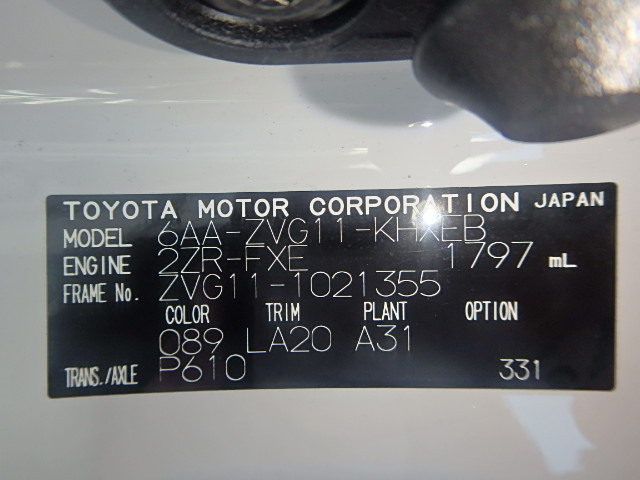 TOYOTA MOTOR CORPORATION JAPAN
MODEL 6AA-ZVG11-KHXEB
ENGINE 2ZR-FXE 1797 mL
FRAME No. ZVG11-1021355
COLOR TRIM PLANT OPTION
089 LA20 A31
TRANS./AXLE P610 331